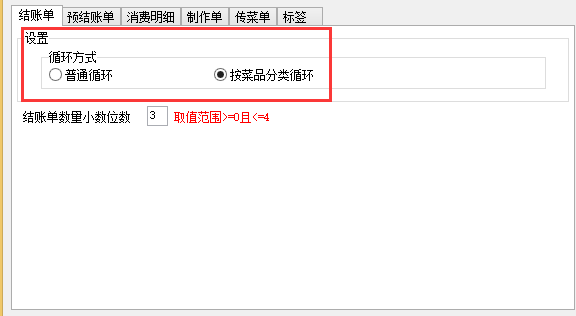 结账单 预结账单 消费明细 制作单 传菜单 标签
设置
循环方式
普通循环 按菜品分类循环
结账单数量小数位数 3 取值范围>=0且<=4